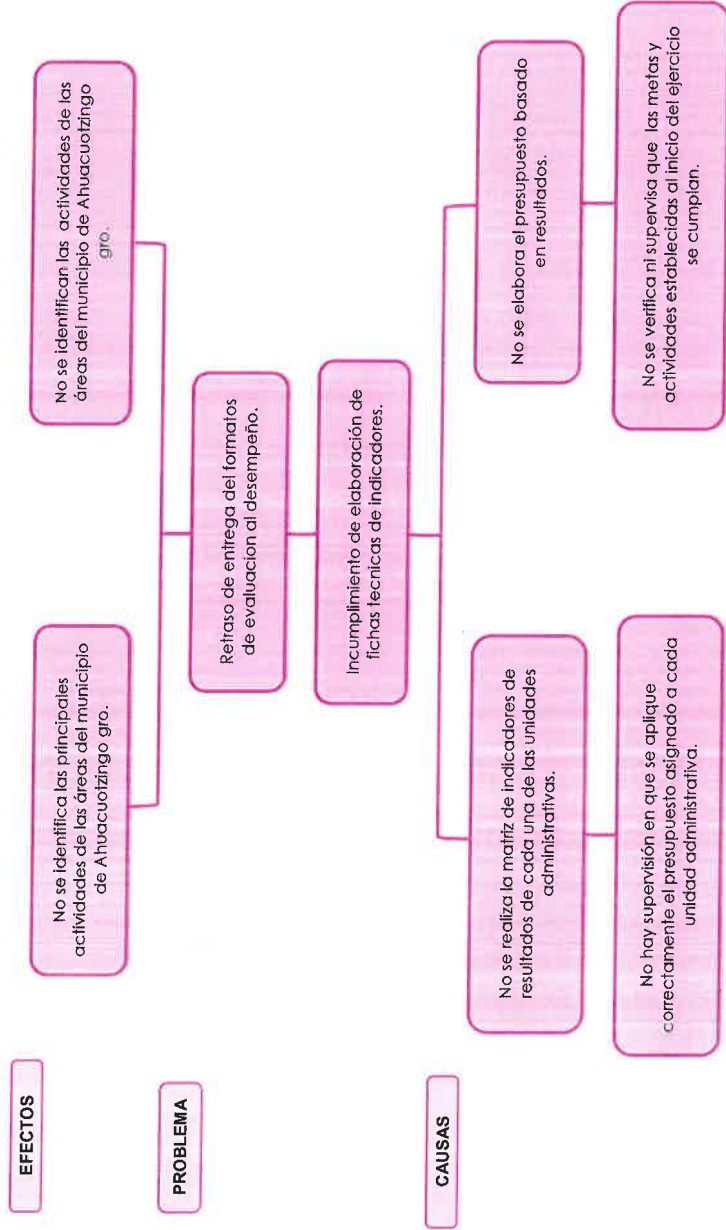 EFECTOS
No se identifica las principales
actividades de las áreas del municipio
de Ahuacuotzingo gro.
No se identifican las actividades de las
áreas del municipio de Ahuacuotzingo
gro.
PROBLEMA
Retraso de entrega del formatos
de evaluacion al desempeño.
Incumplimiento de elaboración de
fichas tecnicas de indicadores.
CAUSAS
No se realiza la matriz de indicadores de
resultados de cada una de las unidades
administrativas.
No se elabora el presupuesto basado
en resultados.
No hay supervisión en que se aplique
correctamente el presupuesto asignado a cada
unidad administrativa.
No se verifica ni supervisa que las metas y
actividades establecidas al inicio del ejercicio
se cumplan.